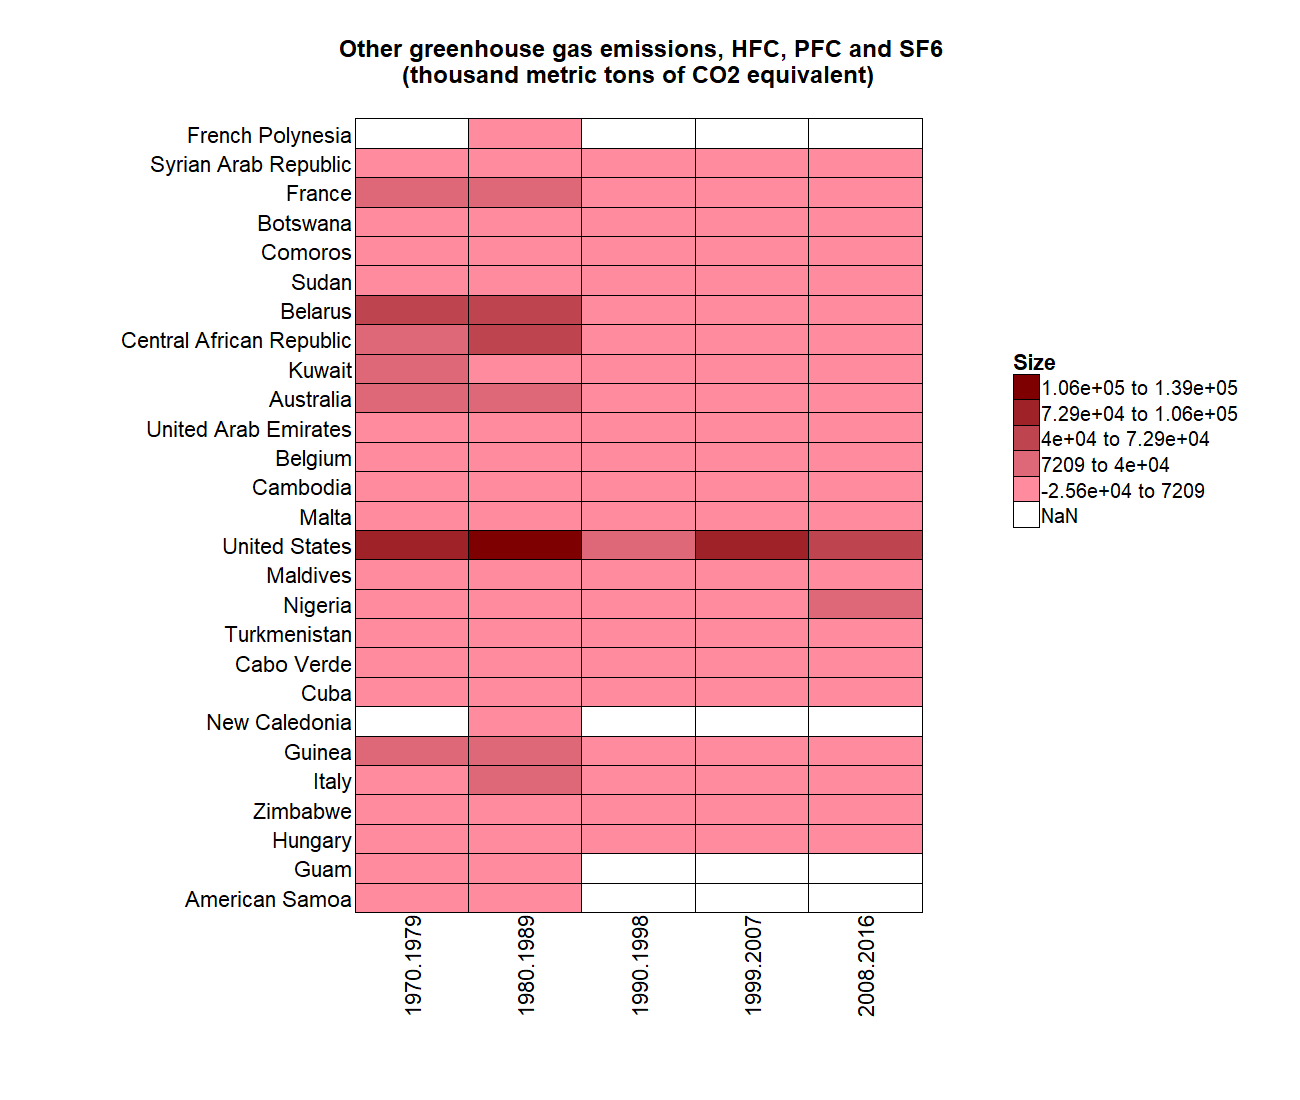 Other greenhouse gas emissions, HFC, PFC and SF6
(thousand metric tons of CO2 equivalent)
French Polynesia
Syrian Arab Republic
France
Botswana
Comoros
Sudan
Belarus
Central African Republic
Kuwait
Australia
United Arab Emirates
Belgium
Cambodia
Malta
United States
Maldives
Nigeria
Turkmenistan
Cabo Verde
Cuba
New Caledonia
Guinea
Italy
Zimbabwe
Hungary
Guam
American Samoa
1970.1979
1980.1989
1990.1998
1999.2007
2008.2016
Size
1.06e+05 to 1.39e+05
7.29e+04 to 1.06e+05
4e+04 to 7.29e+04
7209 to 4e+04
-2.56e+04 to 7209
NaN